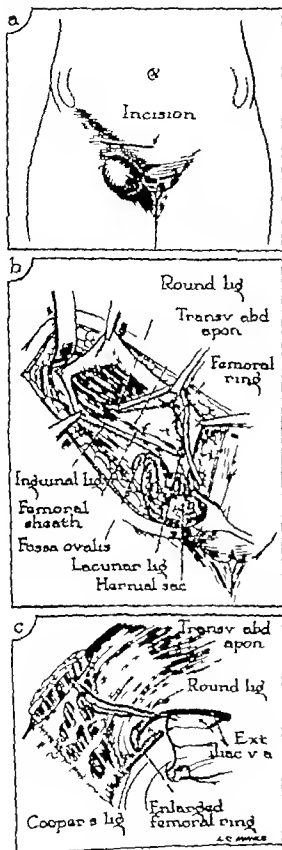 a
Incision
b
Round lig
Transv abd
apon
Femoral
ring
Inguinal lig
Femoral
sheath
Fossa ovalis
Lacunar lig
Hernial sac
c
Transv abd
apon
Round lig
Ext
iliac v a
Cooper s lig
Enlarged
femoral ring